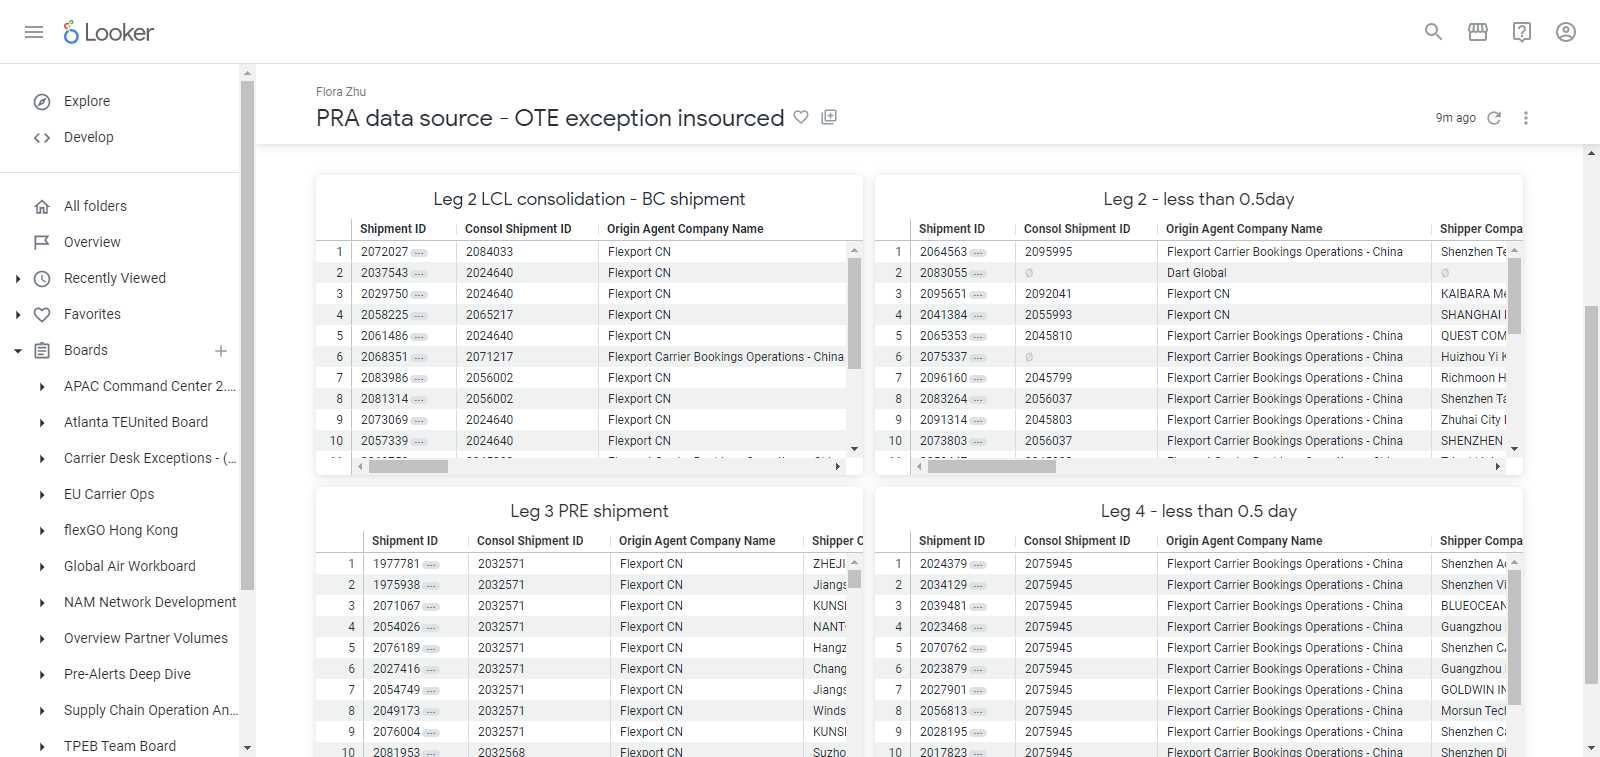 Looker
Explore
Develop
All folders
Overview
Recently Viewed
Favorites
Boards
APAC Command Center 2....
Atlanta TEUnited Board
Carrier Desk Exceptions - (...
EU Carrier Ops
flexGO Hong Kong
Global Air Workboard
NAM Network Development
Overview Partner Volumes
Pre-Alerts Deep Dive
Supply Chain Operation An...
TPEB Team Board
Flora Zhu
PRA data source - OTE exception insourced
9m ago
Leg 2 LCL consolidation - BC shipment
Shipment ID Consol Shipment ID Origin Agent Company Name
1 2072027 2084033 Flexport CN
2 2037543 2024640 Flexport CN
3 2029750 2024640 Flexport CN
4 2058225 2065217 Flexport CN
5 2061486 2024640 Flexport CN
6 2068351 2071217 Flexport Carrier Bookings Operations - China
7 2083986 2056002 Flexport CN
8 2081314 2056002 Flexport CN
9 2073069 2024640 Flexport CN
10 2057339 2024640 Flexport CN
Leg 2 - less than 0.5day
Shipment ID Consol Shipment ID Origin Agent Company Name Shipper Compa
1 2064563 2095995 Flexport Carrier Bookings Operations - China Shenzhen Te
2 2083055 ∅ Dart Global ∅
3 2095651 2092041 Flexport CN KAIBARA Me
4 2041384 2055993 Flexport CN SHANGHAI
5 2065353 2045810 Flexport Carrier Bookings Operations - China QUEST COM
6 2075337 ∅ Flexport Carrier Bookings Operations - China Huizhou Yi K
7 2096160 2045799 Flexport Carrier Bookings Operations - China Richmoon H
8 2083264 2056037 Flexport Carrier Bookings Operations - China Shenzhen Ta
9 2091314 2045803 Flexport Carrier Bookings Operations - China Zhuhai City
10 2073803 2056037 Flexport Carrier Bookings Operations - China SHENZHEN
Leg 3 PRE shipment
Shipment ID Consol Shipment ID Origin Agent Company Name Shipper C
1 1977781 2032571 Flexport CN ZHEJI
2 1975938 2032571 Flexport CN Jiangs
3 2071067 2032571 Flexport CN KUNS
4 2054026 2032571 Flexport CN NANT
5 2076189 2032571 Flexport CN Hangz
6 2027416 2032571 Flexport CN Chang
7 2054749 2032571 Flexport CN Jiangs
8 2049173 2032571 Flexport CN Winds
9 2076004 2032571 Flexport CN KUNS
10 2081953 2032568 Flexport CN Suzho
Leg 4 - less than 0.5 day
Shipment ID Consol Shipment ID Origin Agent Company Name Shipper Compa
1 2024379 2075945 Flexport Carrier Bookings Operations - China Shenzhen Ao
2 2034129 2075945 Flexport Carrier Bookings Operations - China Shenzhen Vi
3 2039481 2075945 Flexport Carrier Bookings Operations - China BLUEOCEAN
4 2023468 2075945 Flexport Carrier Bookings Operations - China Guangzhou
5 2070762 2075945 Flexport Carrier Bookings Operations - China Shenzhen CA
6 2023879 2075945 Flexport Carrier Bookings Operations - China Guangzhou
7 2027901 2075945 Flexport Carrier Bookings Operations - China GOLDWIN IN
8 2056813 2075945 Flexport Carrier Bookings Operations - China Morsun Tech
9 2028195 2075945 Flexport Carrier Bookings Operations - China Shenzhen Ca
10 2017823 2075945 Flexport Carrier Bookings Operations - China Shenzhen Di